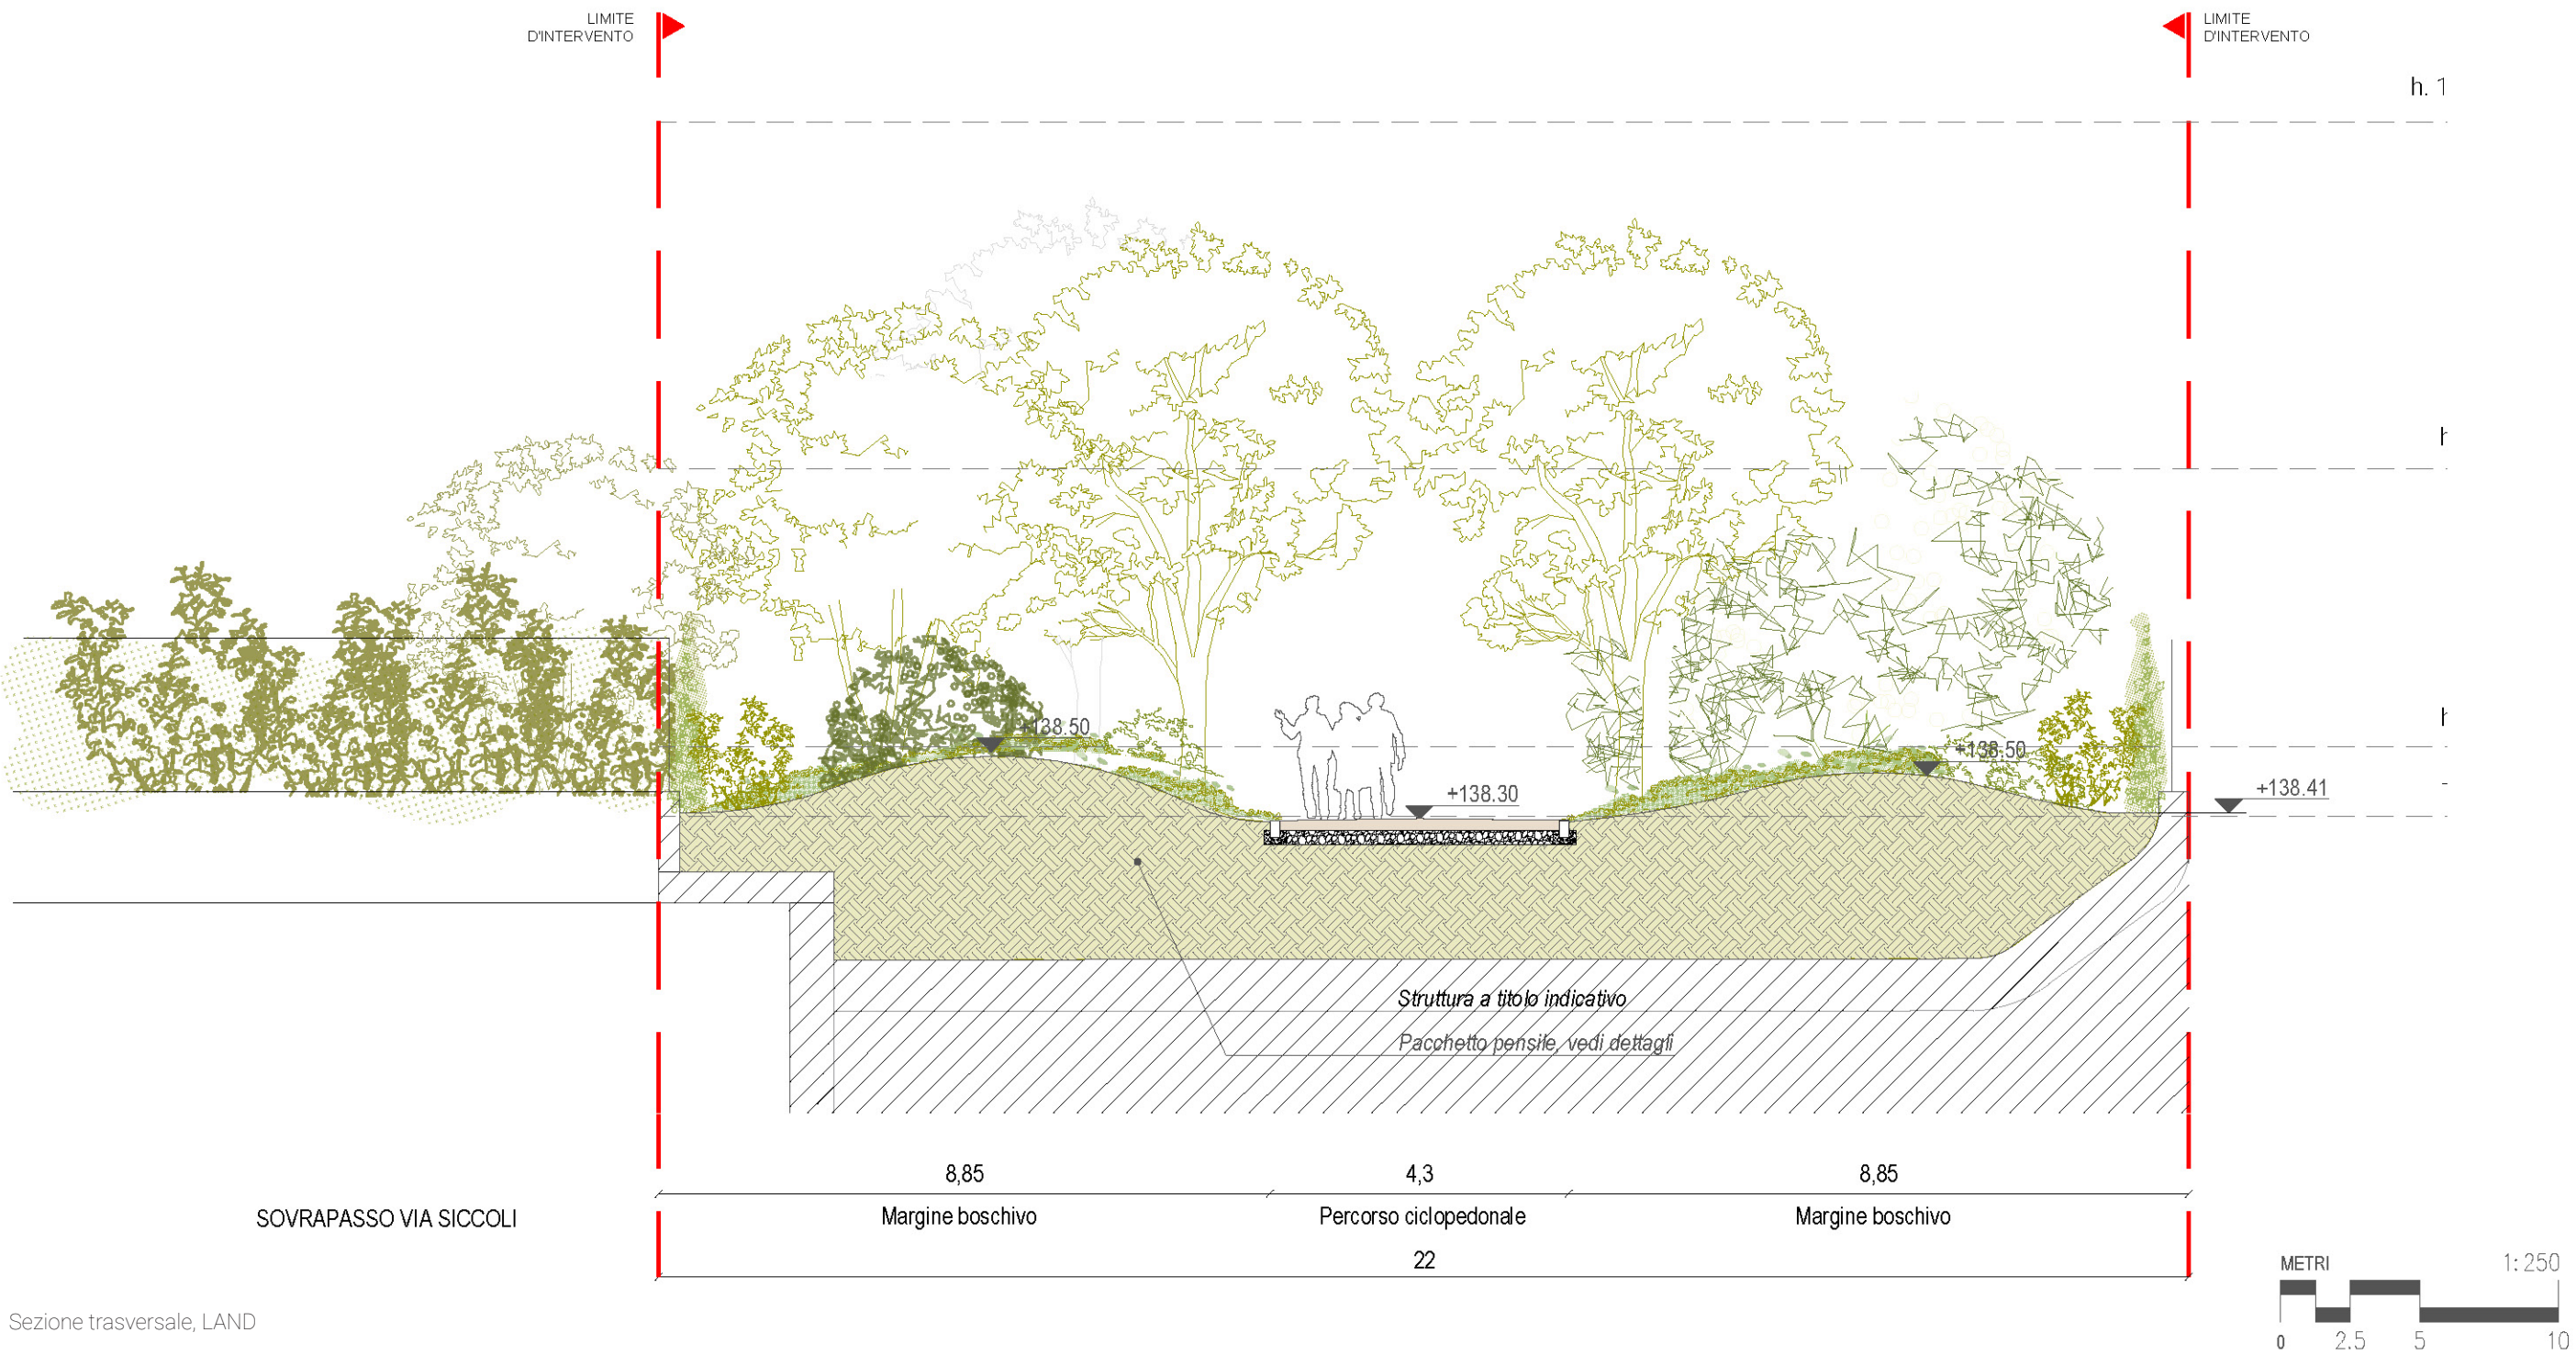 LIMITE
D'INTERVENTO
LIMITE
D'INTERVENTO
h. 1
h
+138.50
h
+138.50
+138.30
+138.41
Struttura a titolo indicativo
Pacchetto pensile, vedi dettagli
8,85
4,3
8,85
SOVRAPASSO VIA SICCOLI
Margine boschivo
Percorso ciclopedonale
Margine boschivo
22
METRI
1:250
0
2.5
5
10
Sezione trasversale, LAND